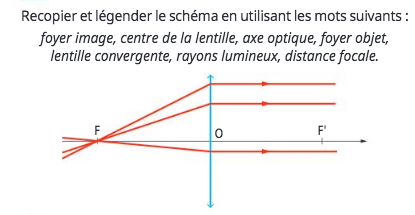 Recopier et légender le schéma en utilisant les mots suivants :
foyer image, centre de la lentille, axe optique, foyer objet,
lentille convergente, rayons lumineux, distance focale.
F O F'